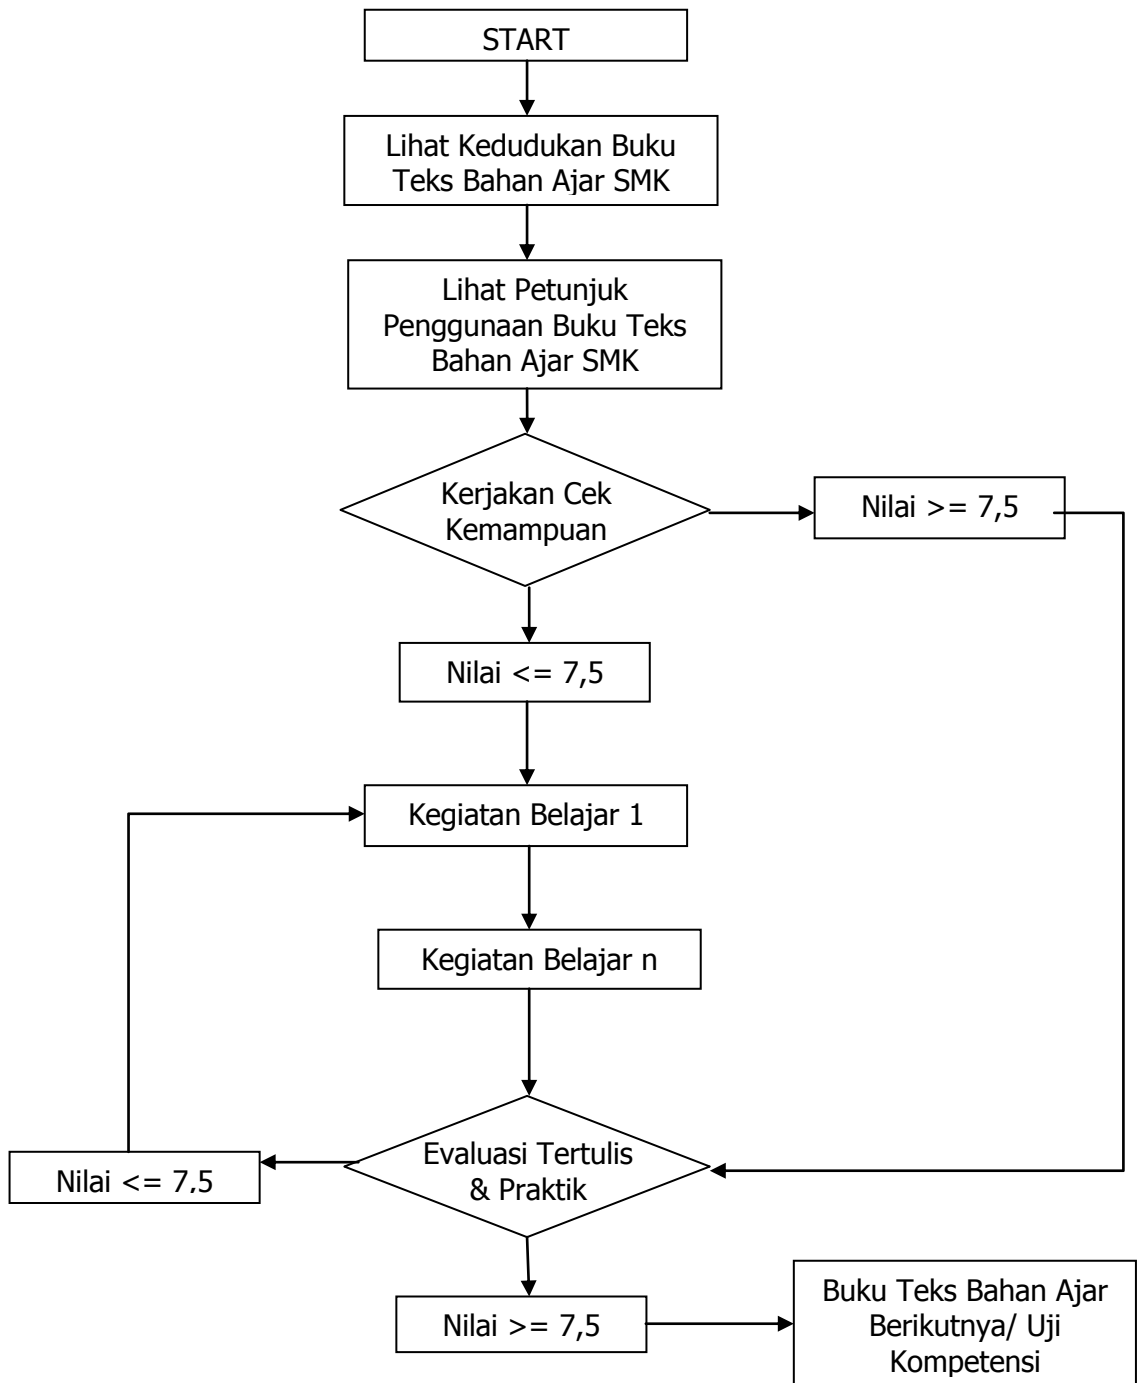 START
Lihat Kedudukan Buku
Teks Bahan Ajar SMK
Lihat Petunjuk
Penggunaan Buku Teks
Bahan Ajar SMK
Kerjakan Cek
Kemampuan
Nilai >= 7,5
Nilai <= 7,5
Kegiatan Belajar 1
Kegiatan Belajar n
Evaluasi Tertulis
& Praktik
Nilai <= 7,5
Nilai >= 7,5
Buku Teks Bahan Ajar
Berikutnya/ Uji
Kompetensi